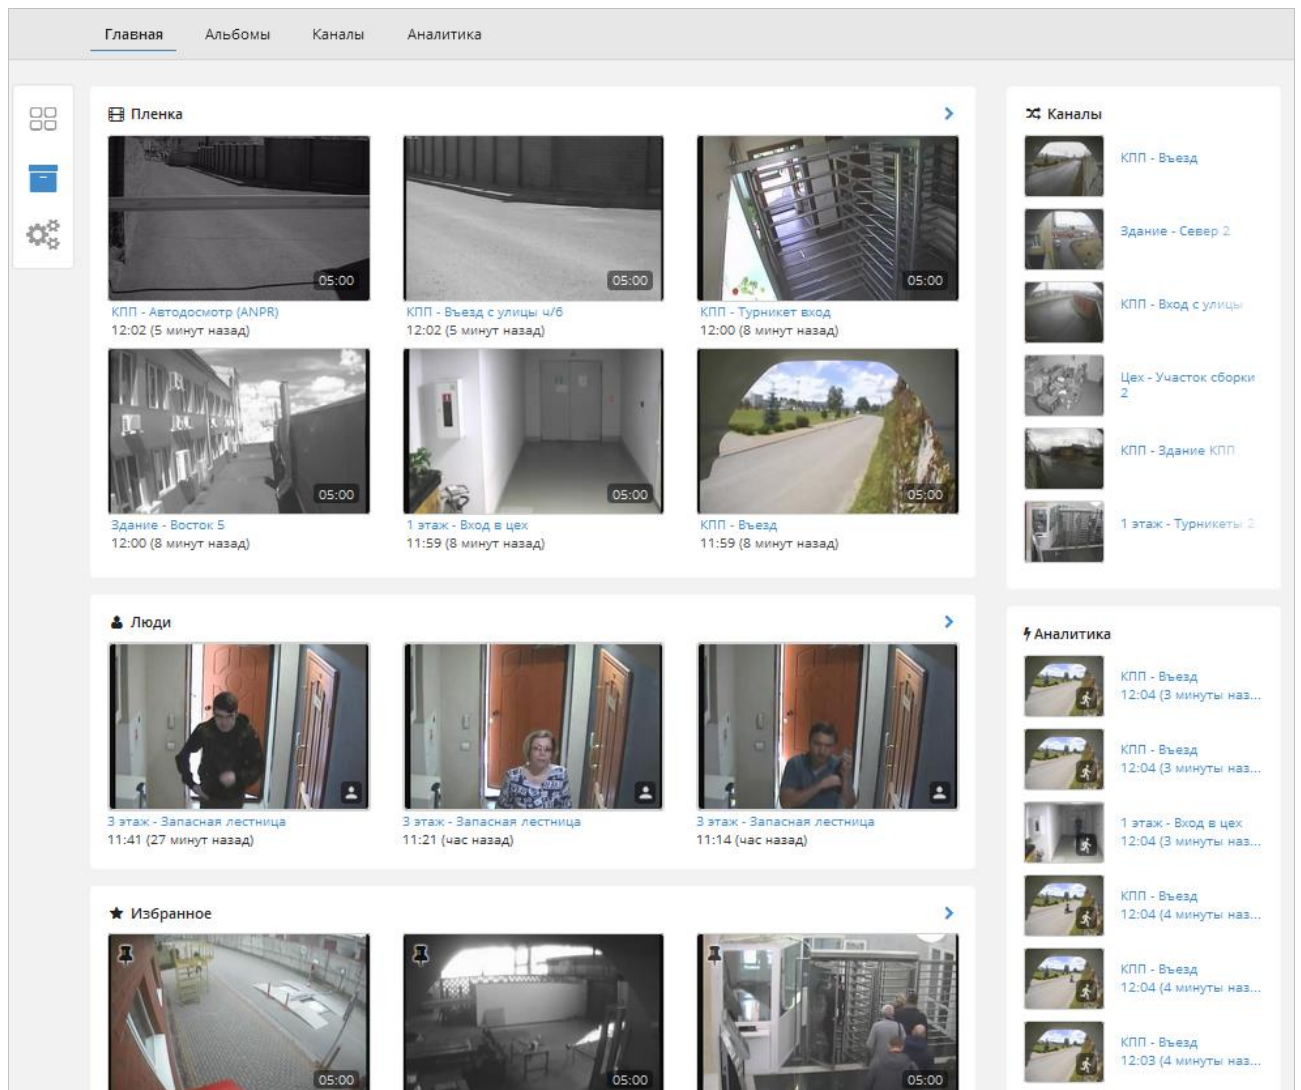 Главная Альбомы Каналы Аналитика
Пленка
05:00 05:00 05:00
КПП - Автодосмотр (ANPR) КПП - Въезд с улицы ч/б КПП - Турникет вход
12:02 (5 минут назад) 12:02 (5 минут назад) 12:00 (8 минут назад)
05:00 05:00 05:00
Здание - Восток 5 1 этаж - Вход в цех КПП - Въезд
12:00 (8 минут назад) 11:59 (8 минут назад) 11:59 (8 минут назад)
Люди
3 этаж - Запасная лестница 3 этаж - Запасная лестница 3 этаж - Запасная лестница
11:41 (27 минут назад) 11:21 (час назад) 11:14 (час назад)
Избранное
05:00 05:00 05:00
Каналы
КПП - Въезд
Здание - Север 2
КПП - Вход с улицы
Цех - Участок сборки
2
КПП - Здание КПП
1 этаж - Турникеты 2
Аналитика
КПП - Въезд
12:04 (3 минуты наз...
КПП - Въезд
12:04 (3 минуты наз...
1 этаж - Вход в цех
12:04 (3 минуты наз...
КПП - Въезд
12:04 (4 минуты наз...
КПП - Въезд
12:04 (4 минуты наз...
КПП - Въезд
12:03 (4 минуты наз...